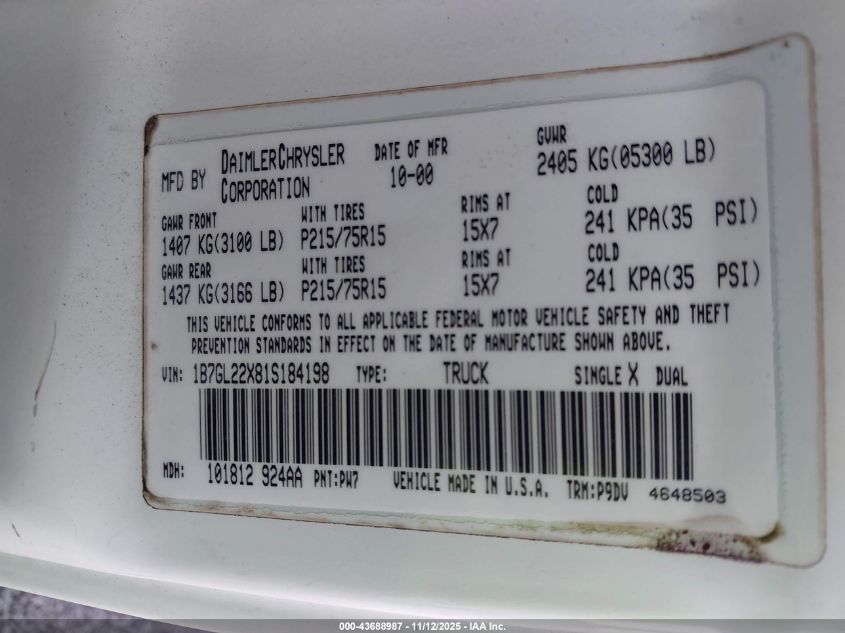 MFD BY DAIMLERCHRYSLER CORPORATION DATE OF MFR 10-00 GVWR 2405 KG(05300 LB)
GAWR FRONT WITH TIRES RIMS AT COLD
1407 KG(3100 LB) P215/75R15 15X7 241 KPA(35 PSI)
GAWR REAR WITH TIRES RIMS AT COLD
1437 KG(3166 LB) P215/75R15 15X7 241 KPA(35 PSI)
THIS VEHICLE CONFORMS TO ALL APPLICABLE FEDERAL MOTOR VEHICLE SAFETY AND THEFT
PREVENTION STANDARDS IN EFFECT ON THE DATE OF MANUFACTURE SHOWN ABOVE.
VIN: 1B7GL22X81S184198 TYPE: TRUCK SINGLE X DUAL
MDH: 101812 924AA PNT:PW7 VEHICLE MADE IN U.S.A. TRM:P9DV 4648503
000-43688987 - 11/12/2025 - IAA Inc.